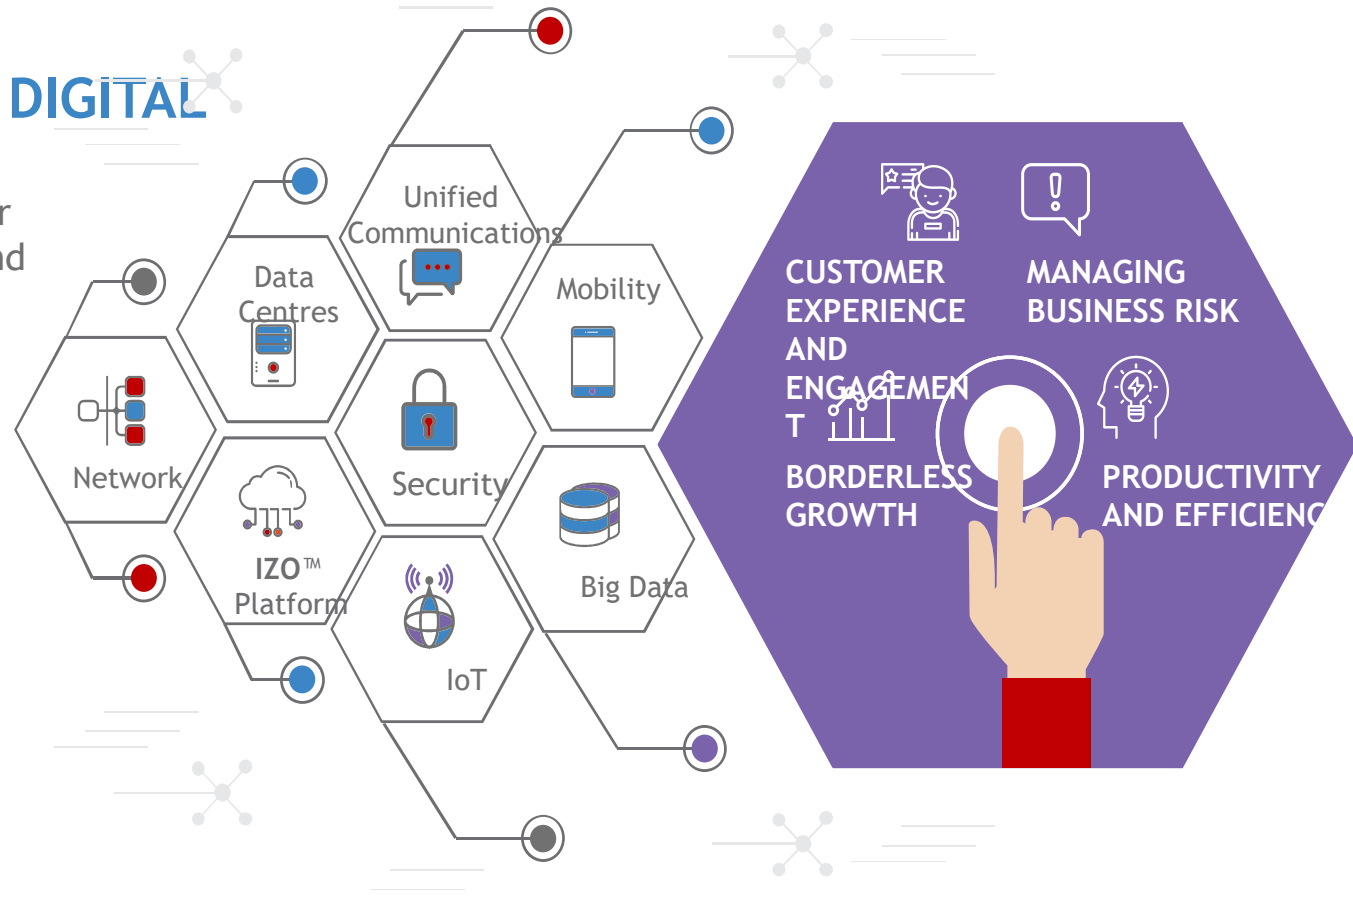 DIGITAL
r
nd
Unified
Communications
Data
Centres
Mobility
Network
Security
IZO™
Platform
Big Data
IoT
CUSTOMER
EXPERIENCE
AND
ENGAGEMEN
T
MANAGING
BUSINESS RISK
BORDERLESS
GROWTH
PRODUCTIVITY
AND EFFICIENC